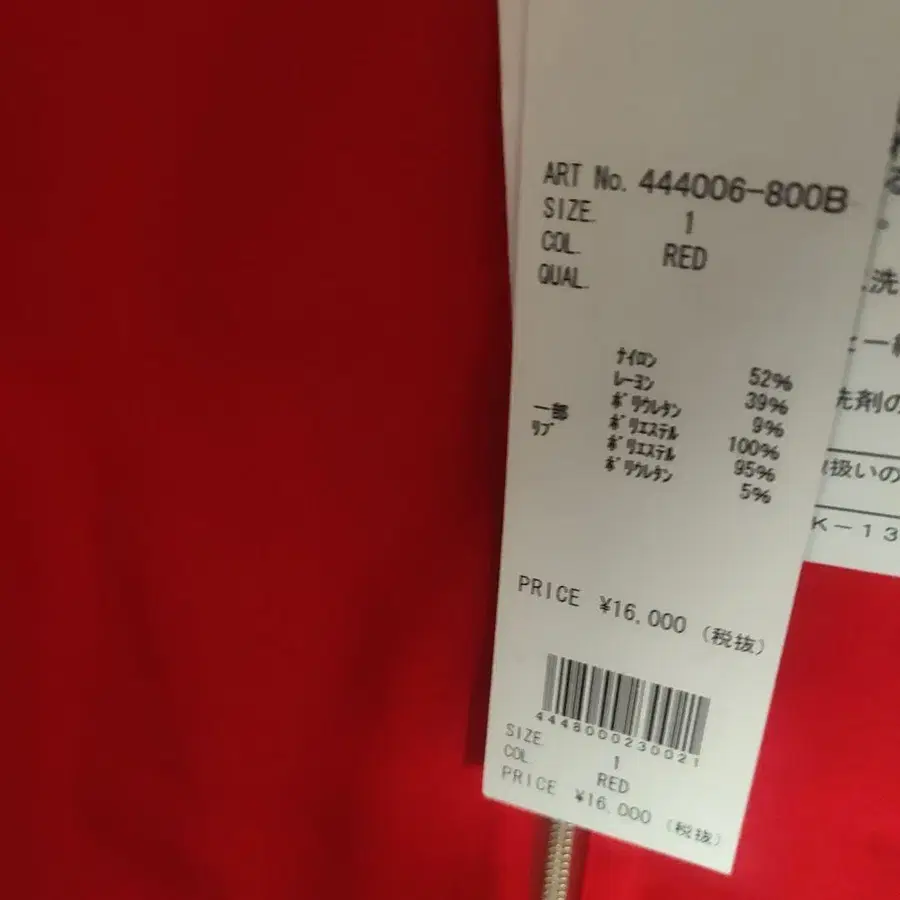 ART No. 444006-800B
SIZE. 1
COL. RED
QUAL.
ナイロン 52%
レーヨン 39%
ポリウレタン 9%
一部 ポリエステル 100%
リブ ポリエステル 95%
ポリウレタン 5%
PRICE ¥16,000 (税抜)
4448000230021
SIZE. 1
COL. RED
PRICE ¥16,000 (税抜)
洗
一
洗剤の
扱いの
K-13